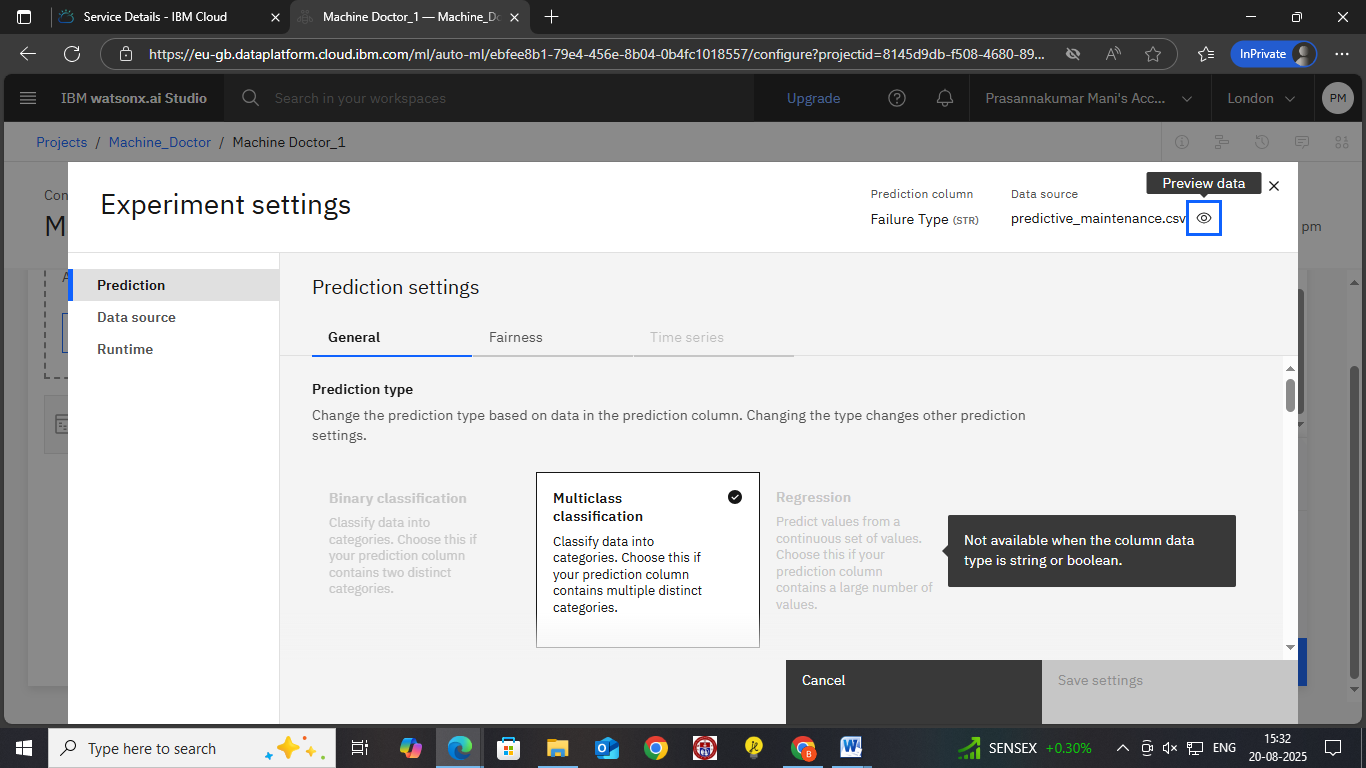 Service Details - IBM Cloud
Machine Doctor_1 — Machine_Do
https://eu-gb.dataplatform.cloud.ibm.com/ml/auto-ml/ebfee8b1-79e4-456e-8b04-0b4fc1018557/configure?projectid=8145d9db-f508-4680-89...
InPrivate
IBM watsonx.ai Studio
Search in your workspaces
Upgrade
Prasannakumar Mani's Acc...
London
PM
Projects / Machine_Doctor / Machine Doctor_1
Con
M
pm
A
Experiment settings
Prediction column
Failure Type (STR)
Data source
predictive_maintenance.csv
Preview data
Prediction
Data source
Runtime
Prediction settings
General
Fairness
Time series
Prediction type
Change the prediction type based on data in the prediction column. Changing the type changes other prediction
settings.
Binary classification
Classify data into
categories. Choose this if
your prediction column
contains two distinct
categories.
Multiclass
classification
Classify data into
categories. Choose this if
your prediction column
contains multiple distinct
categories.
Regression
Predict values from a
continuous set of values.
Choose this if your
prediction column
contains a large number of
values.
Not available when the column data
type is string or boolean.
Cancel
Save settings
Type here to search
SENSEX +0.30%
ENG
15:32
20-08-2025